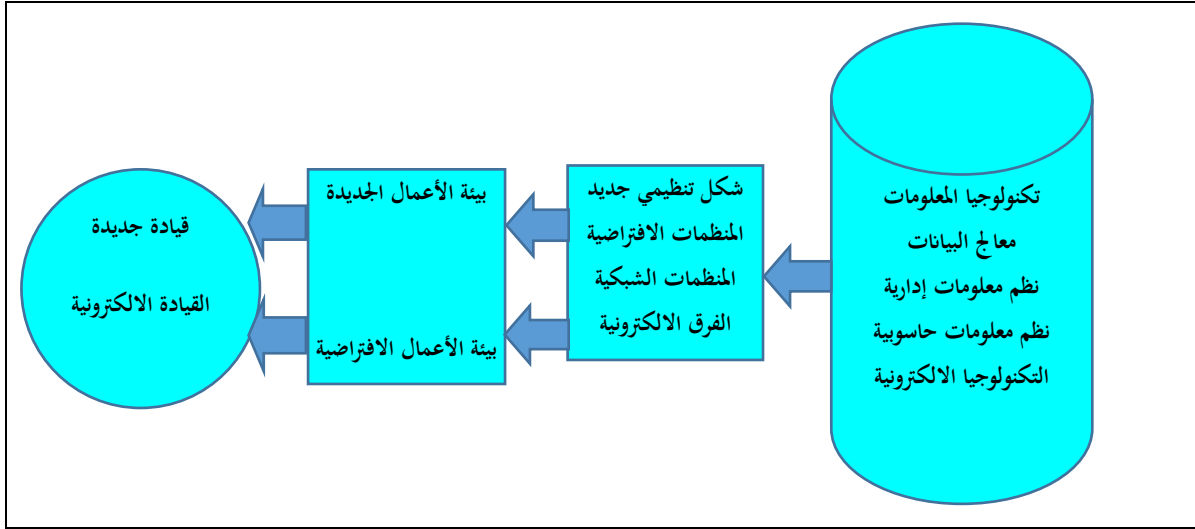 تكنولوجيا المعلومات
معالج البيانات
نظم معلومات إدارية
نظم معلومات حاسوبية
التكنولوجيا الالكترونية
شكل تنظيمي جديد
المنظمات الافتراضية
المنظمات الشبكية
الفرق الالكترونية
بيئة الأعمال الجديدة
بيئة الأعمال الافتراضية
قيادة جديدة
القيادة الالكترونية